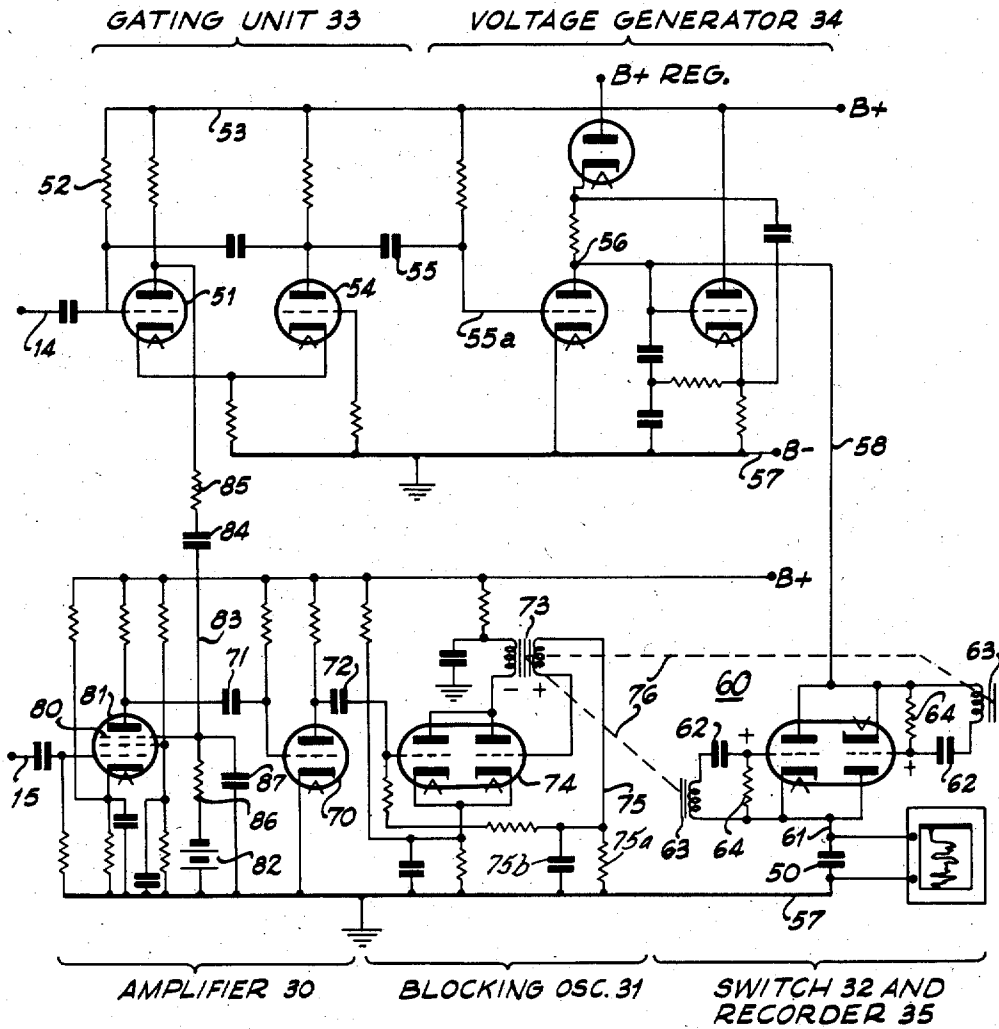 GATING UNIT 33
VOLTAGE GENERATOR 34
B+ REG.
B+
53
52
56
51
54
55
14
55a
58
B-
57
85
84
B+
73
83
63
71
72
- +
76
60
64
81
80
62
+
62
+
15
87
74
75
61
86
70
63
64
50
75b
75a
82
57
AMPLIFIER 30
BLOCKING OSC. 31
SWITCH 32 AND
RECORDER 35